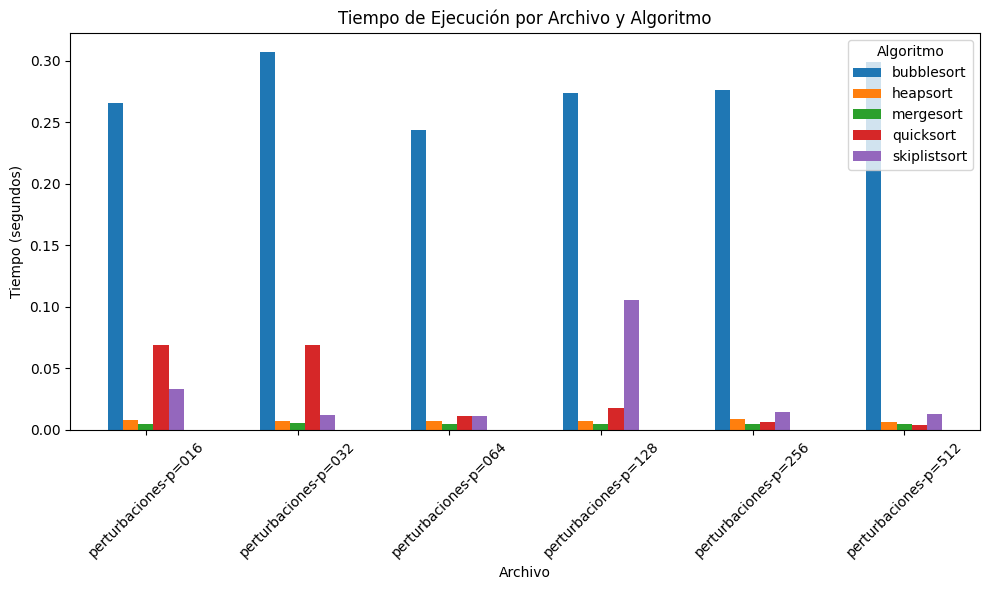 Tiempo de Ejecución por Archivo y Algoritmo
Tiempo (segundos)
0.30
0.25
0.20
0.15
0.10
0.05
0.00
Algoritmo
bubblesort
heapsort
mergesort
quicksort
skiplistsort
perturbaciones-p=016
perturbaciones-p=032
perturbaciones-p=064
perturbaciones-p=128
perturbaciones-p=256
perturbaciones-p=512
Archivo